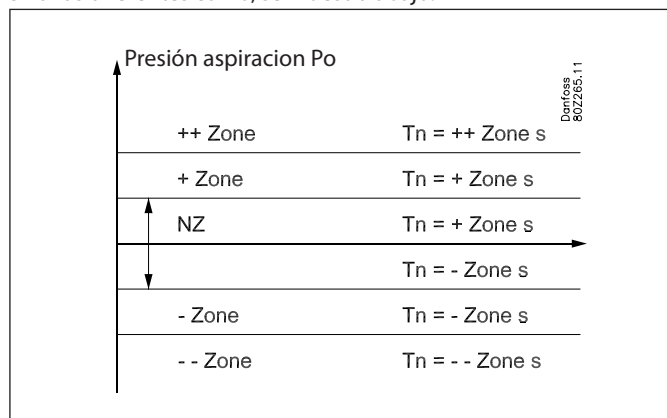 Presión aspiracion Po
Danfoss
80Z265.11
++ Zone Tn = ++ Zone s
+ Zone Tn = + Zone s
NZ Tn = + Zone s
Tn = - Zone s
- Zone Tn = - Zone s
- - Zone Tn = - - Zone s